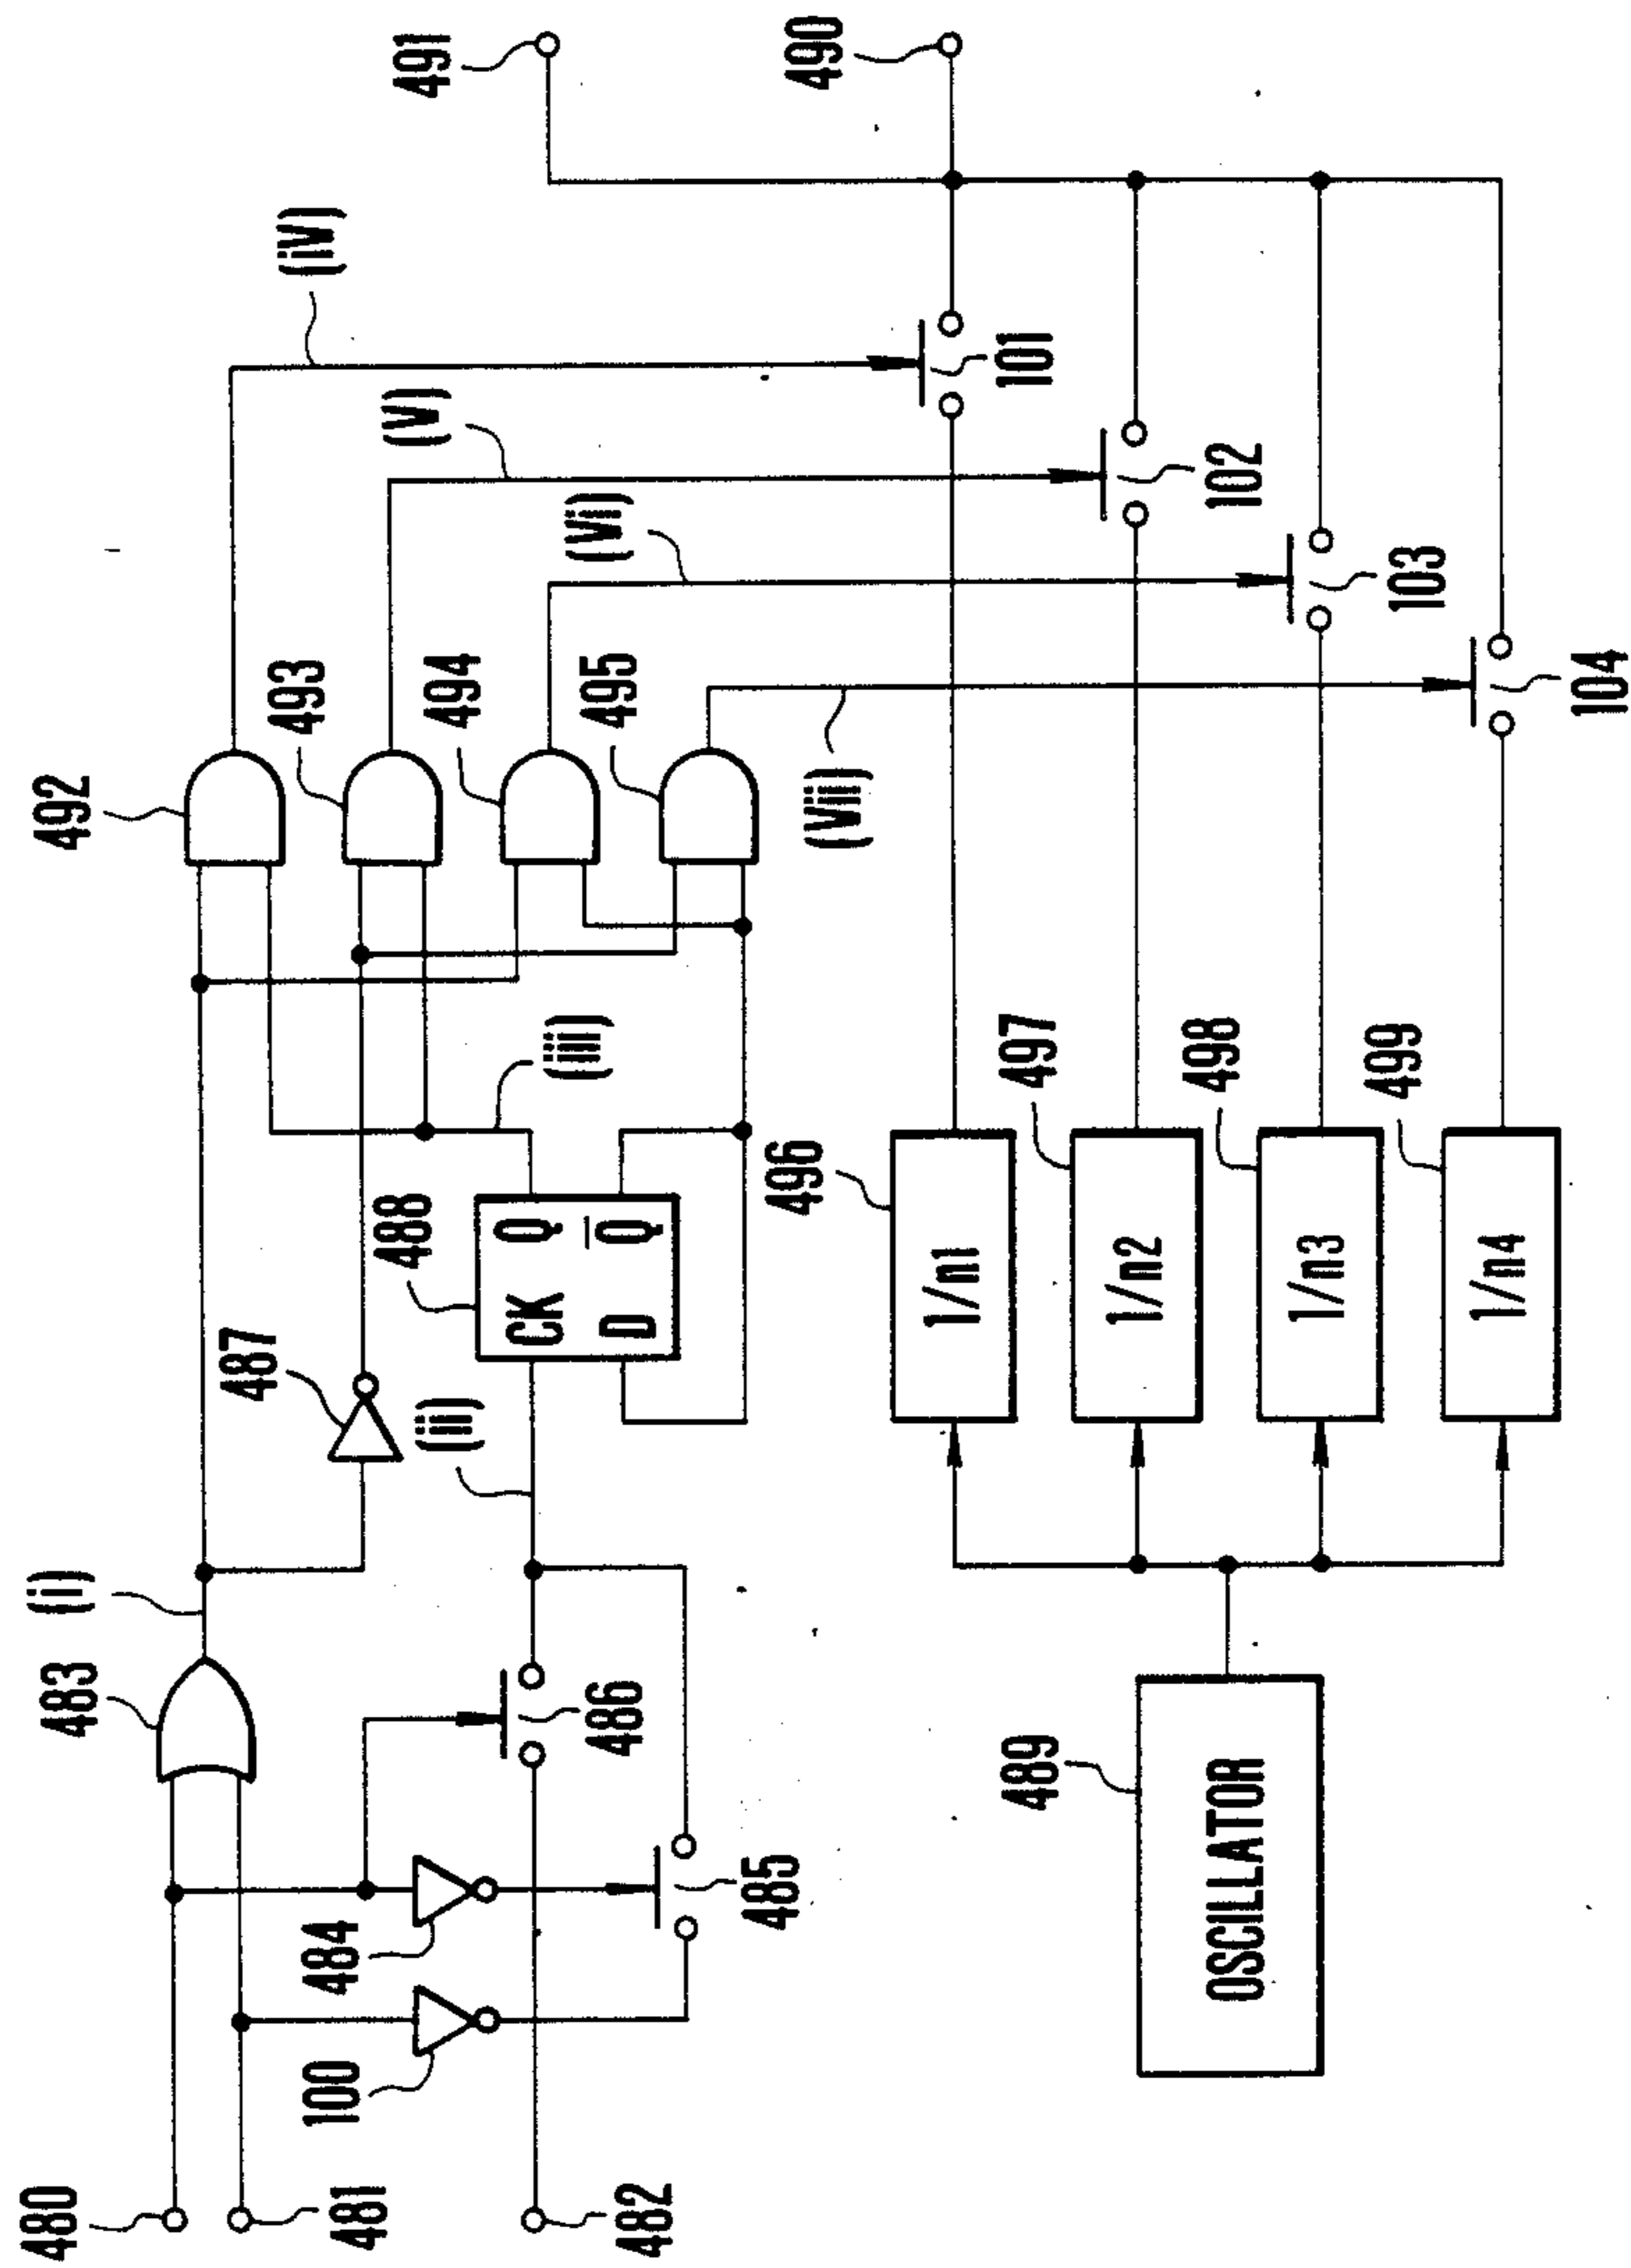 480
481
482
483
(i)
484
100
485
486
487
(ii)
488
CK Q
D Q̅
(iii)
492
493
494
495
(iV)
(V)
(Vi)
(Vii)
491
490
101
102
103
104
489
OSCILLATOR
496
1/n1
497
1/n2
498
1/n3
499
1/n4